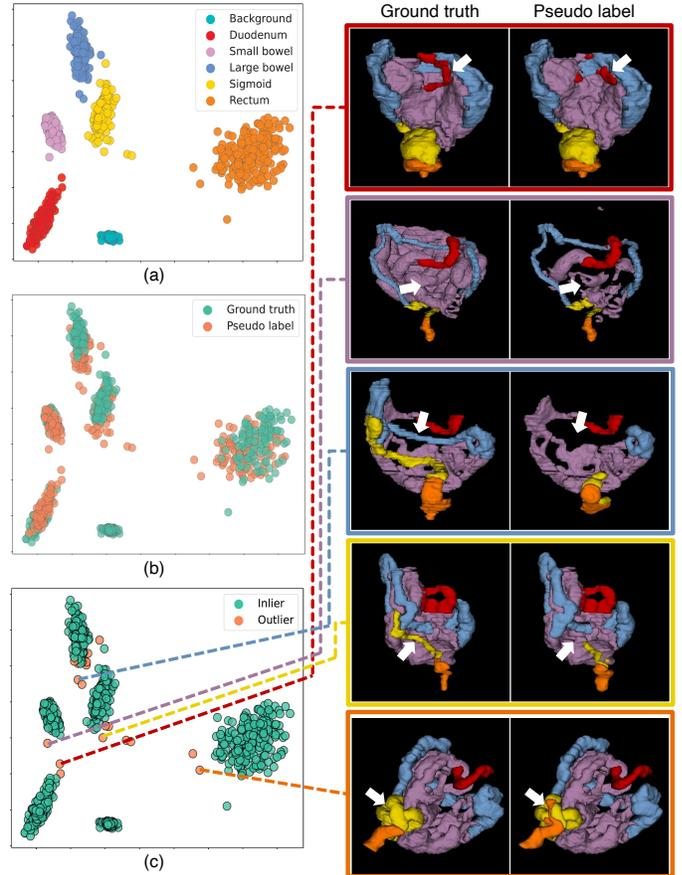 Ground truth
Pseudo label
Background
Duodenum
Small bowel
Large bowel
Sigmoid
Rectum
(a)
Ground truth
Pseudo label
(b)
Inlier
Outlier
(c)